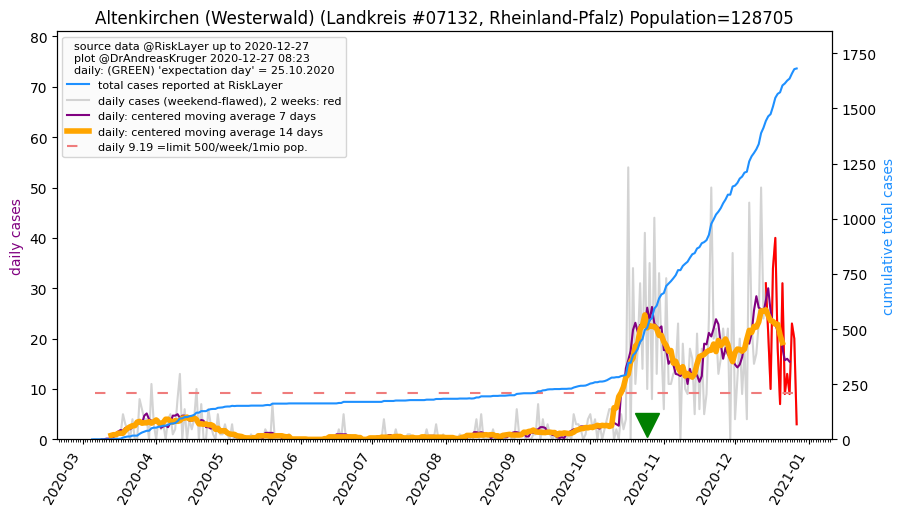 Altenkirchen (Westerwald) (Landkreis #07132, Rheinland-Pfalz) Population=128705
source data @RiskLayer up to 2020-12-27
plot @DrAndreasKruger 2020-12-27 08:23
daily: (GREEN) 'expectation day' = 25.10.2020
total cases reported at RiskLayer
daily cases (weekend-flawed), 2 weeks: red
daily: centered moving average 7 days
daily: centered moving average 14 days
daily 9.19 =limit 500/week/1mio pop.
daily cases
80
70
60
50
40
30
20
10
0
cumulative total cases
1750
1500
1250
1000
750
500
250
0
2020-03
2020-04
2020-05
2020-06
2020-07
2020-08
2020-09
2020-10
2020-11
2020-12
2021-01